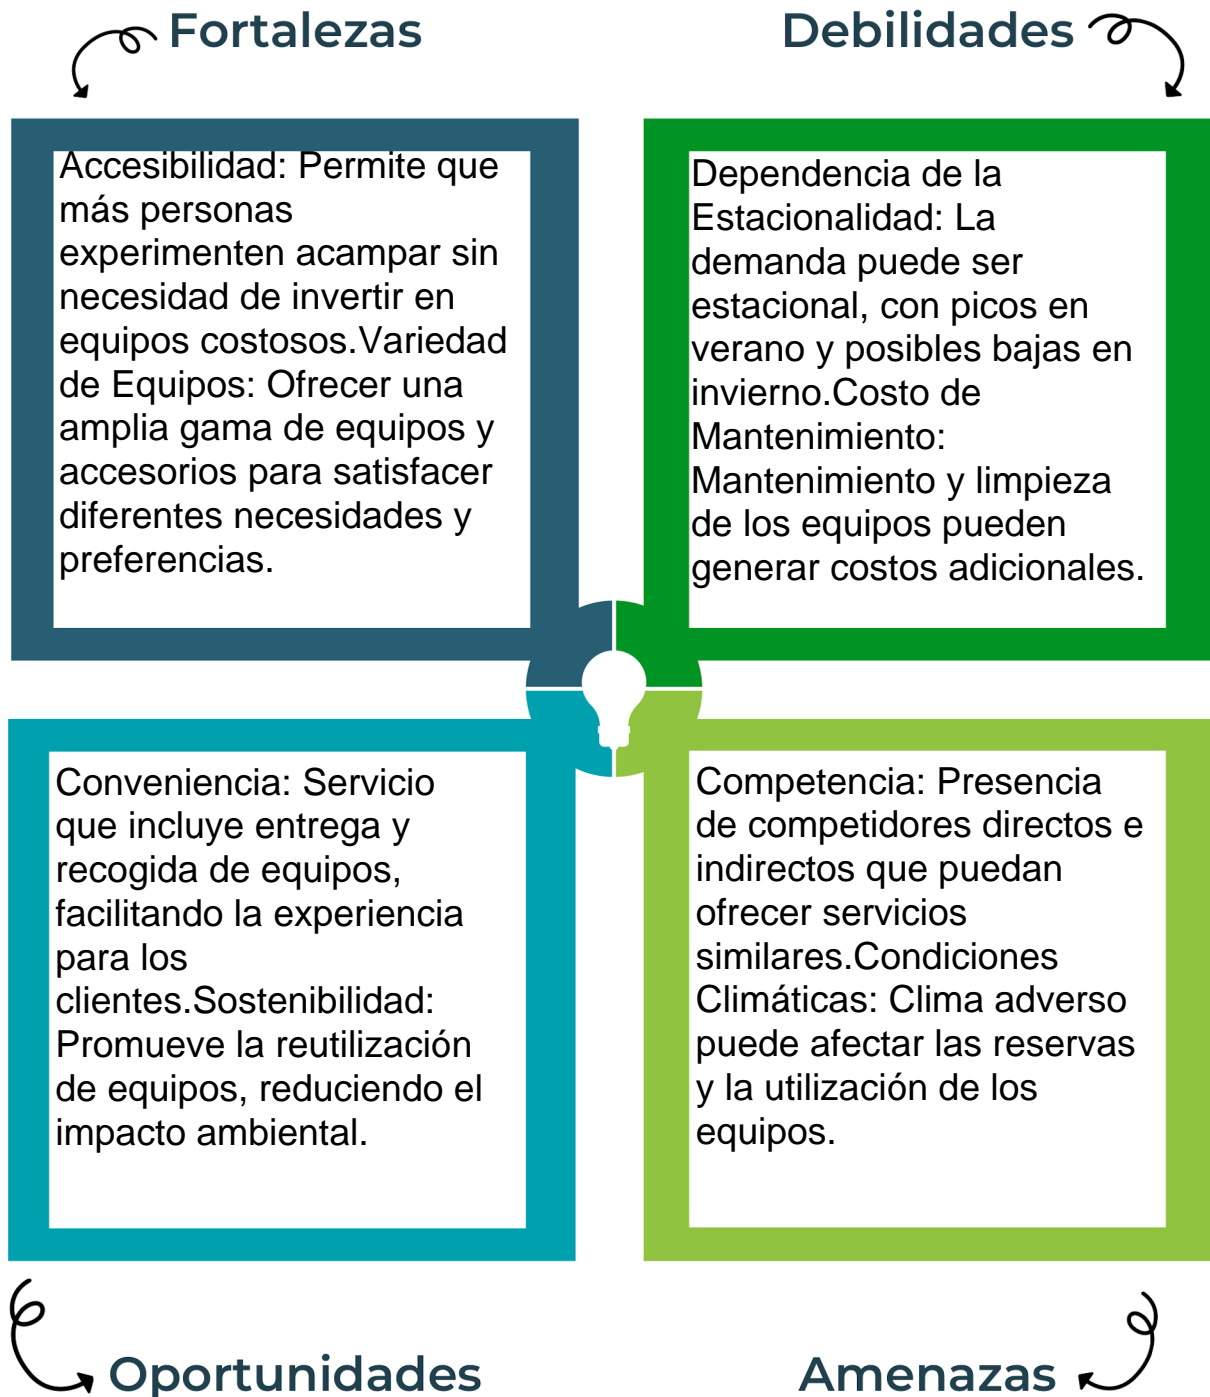 Fortalezas
Accesibilidad: Permite que
más personas
experimenten acampar sin
necesidad de invertir en
equipos costosos.Variedad
de Equipos: Ofrecer una
amplia gama de equipos y
accesorios para satisfacer
diferentes necesidades y
preferencias.
Debilidades
Dependencia de la
Estacionalidad: La
demanda puede ser
estacional, con picos en
verano y posibles bajas en
invierno.Costo de
Mantenimiento:
Mantenimiento y limpieza
de los equipos pueden
generar costos adicionales.
Conveniencia: Servicio
que incluye entrega y
recogida de equipos,
facilitando la experiencia
para los
clientes.Sostenibilidad:
Promueve la reutilización
de equipos, reduciendo el
impacto ambiental.
Oportunidades
Competencia: Presencia
de competidores directos e
indirectos que puedan
ofrecer servicios
similares.Condiciones
Climáticas: Clima adverso
puede afectar las reservas
y la utilización de los
equipos.
Amenazas